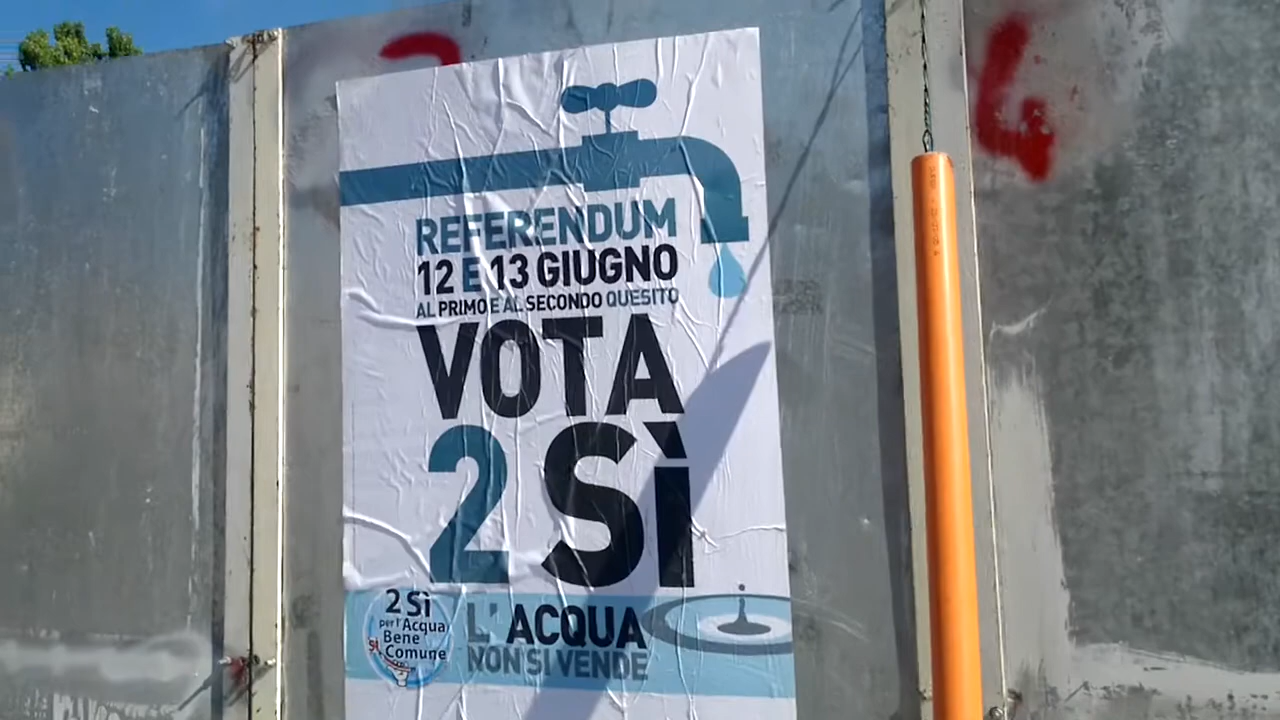 REFERENDUM
12 E 13 GIUGNO
AL PRIMO E AL SECONDO QUESITO
VOTA
2 SÌ
2 Sì
per l'Acqua
Bene
Comune
L'ACQUA
NON SI VENDE